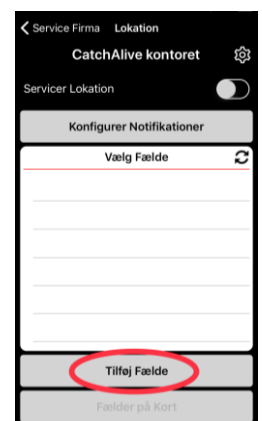 Service Firma Lokation
CatchAlive kontoret
Servicer Lokation
Konfigurer Notifikationer
Vælg Fælde
Tilføj Fælde
Fælder på Kort